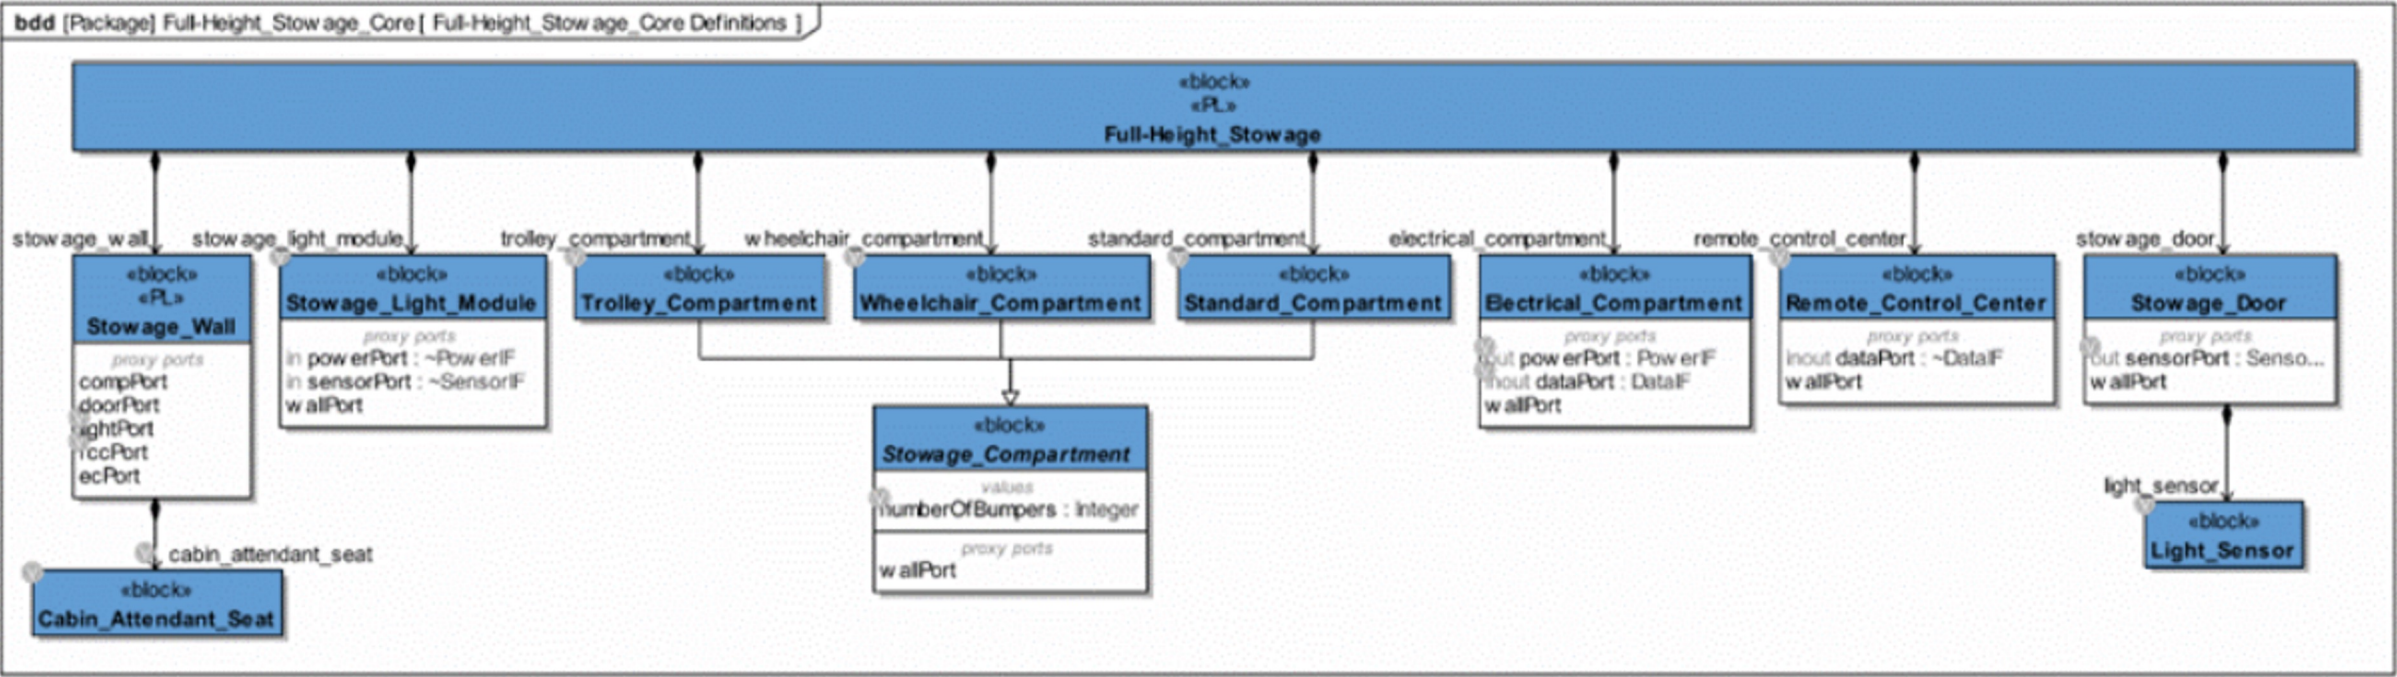 bdd [Package] Full-Height_Stowage_Core [ Full-Height_Stowage_Core Definitions ]
«block»
«PL»
Full-Height_Stowage
stowage_wall
stowage_light_module
trolley_compartment
wheelchair_compartment
standard_compartment
electrical_compartment
remote_control_center
stowage_door
«block»
«PL»
Stowage_Wall
proxy ports
compPort
doorPort
lightPort
rccPort
ecPort
«block»
Stowage_Light_Module
proxy ports
in powerPort : ~PowerIF
in sensorPort : ~SensorIF
wallPort
«block»
Trolley_Compartment
«block»
Wheelchair_Compartment
«block»
Standard_Compartment
«block»
Electrical_Compartment
proxy ports
out powerPort : PowerIF
inout dataPort : DataIF
wallPort
«block»
Remote_Control_Center
proxy ports
inout dataPort : ~DataIF
wallPort
«block»
Stowage_Door
proxy ports
out sensorPort : Senso...
wallPort
«block»
Stowage_Compartment
values
numberOfBumpers : Integer
proxy ports
wallPort
cabin_attendant_seat
«block»
Cabin_Attendant_Seat
light_sensor
«block»
Light_Sensor